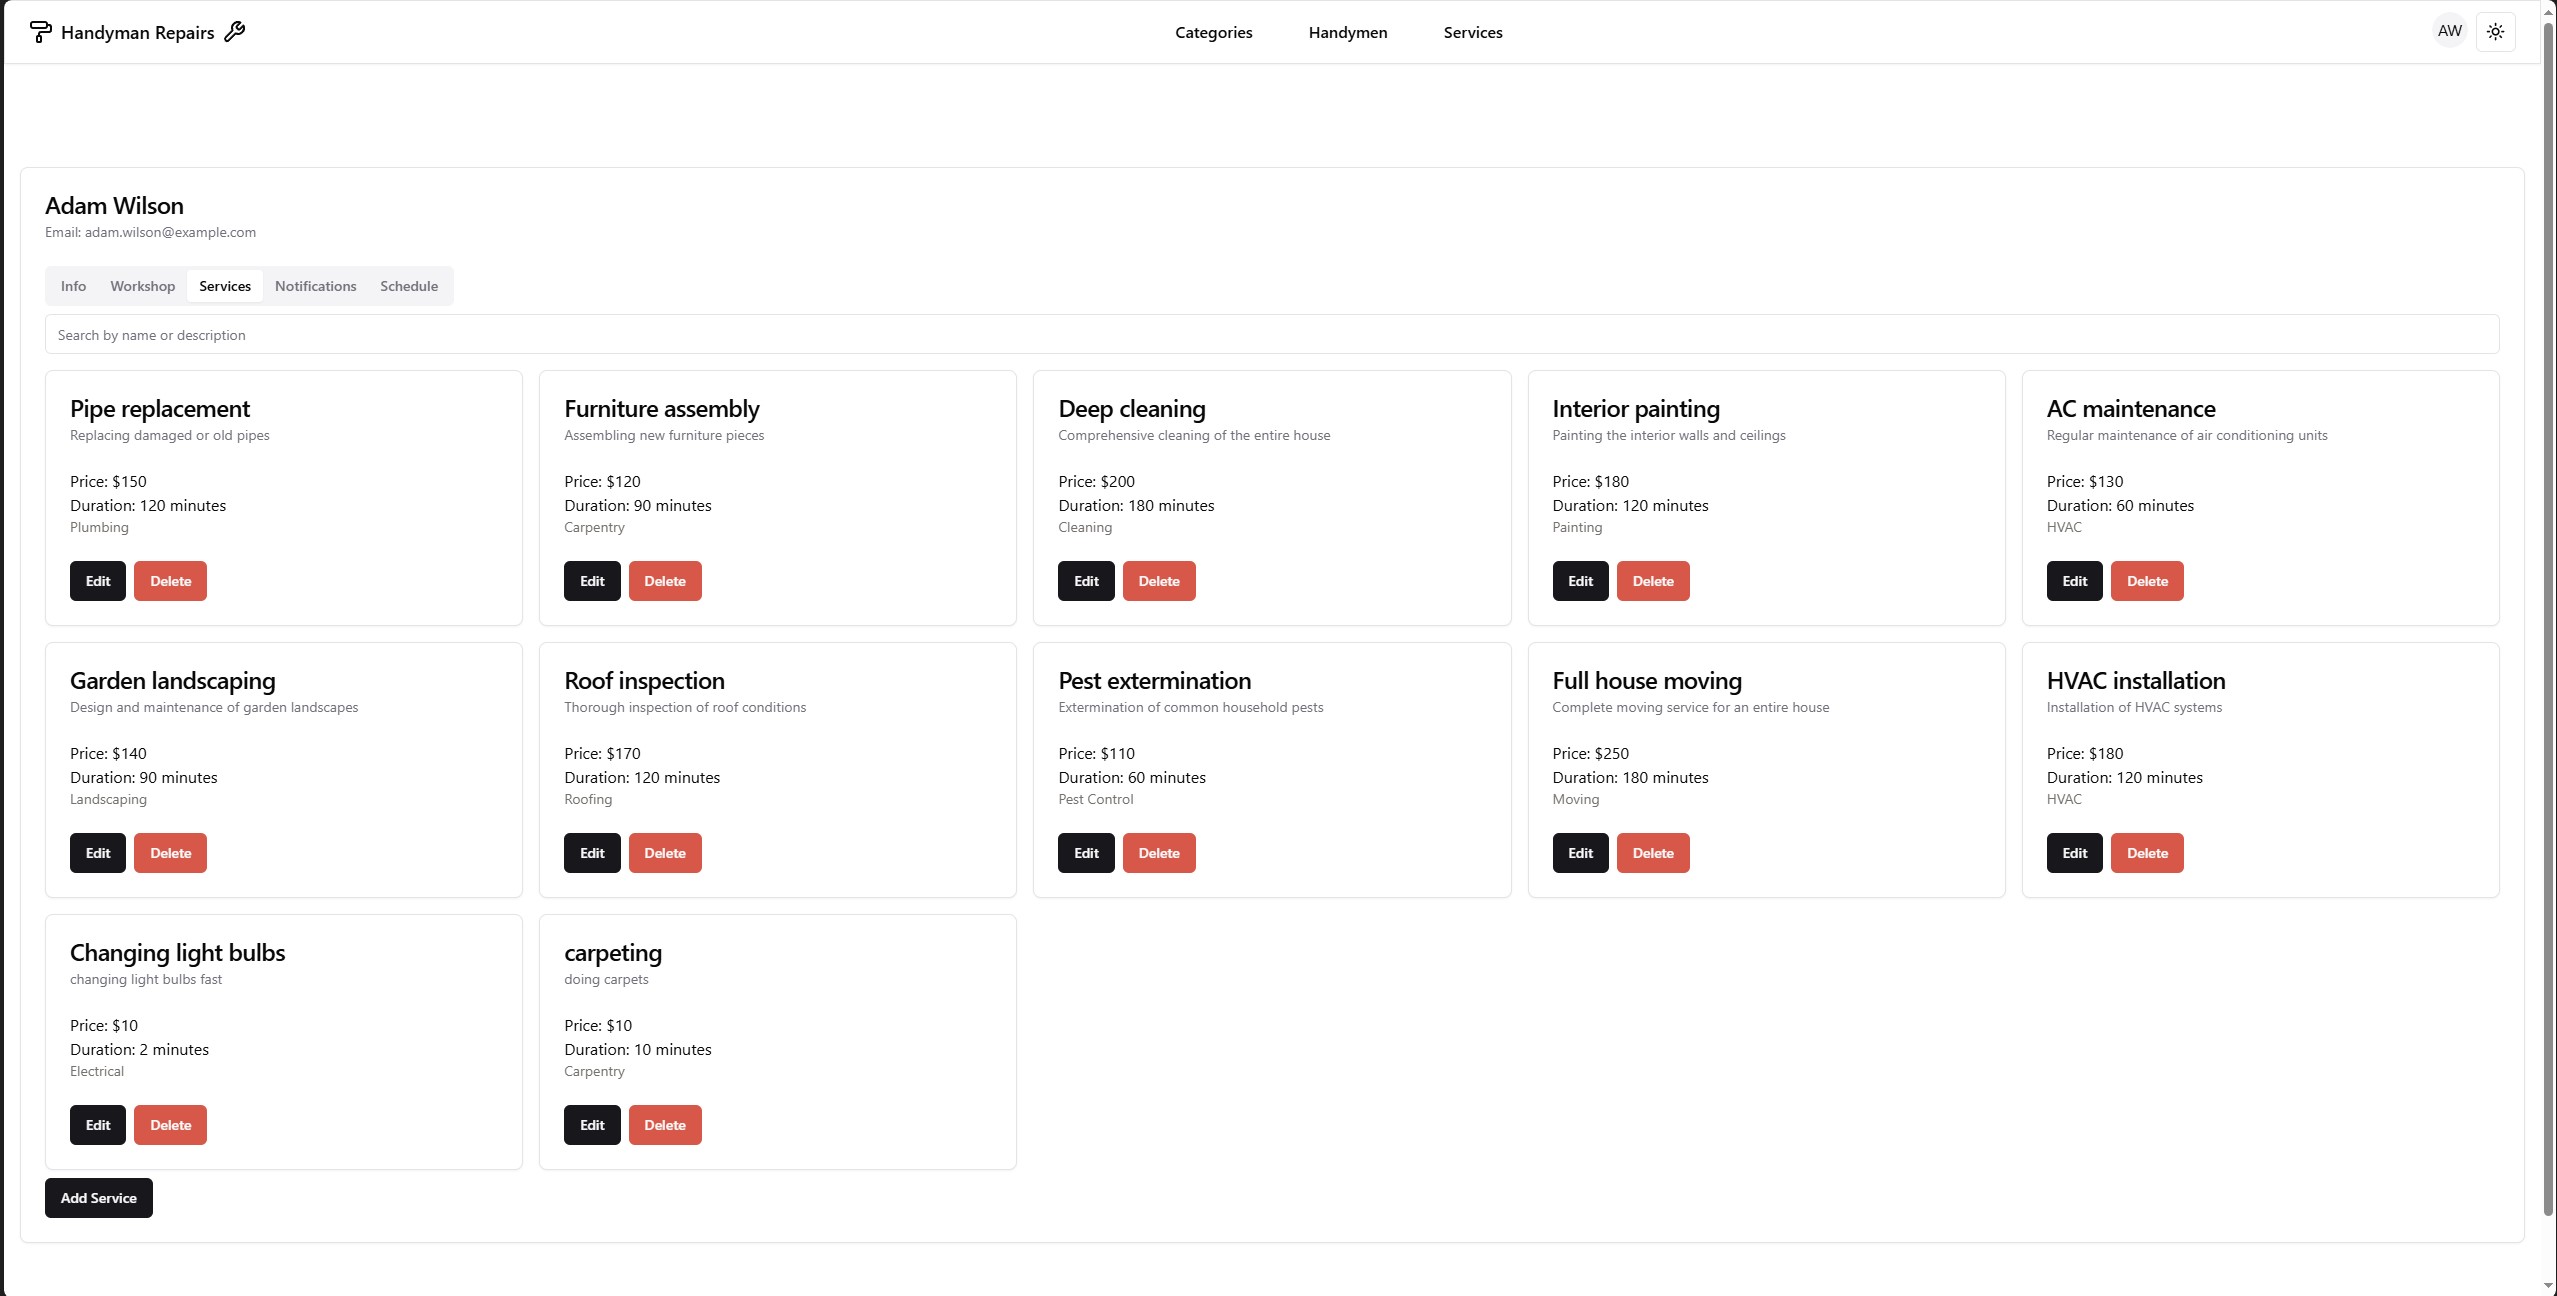 Handyman Repairs
Categories
Handymen
Services
AW
Adam Wilson
Email: adam.wilson@example.com
Info
Workshop
Services
Notifications
Schedule
Search by name or description
Pipe replacement
Replacing damaged or old pipes
Price: $150
Duration: 120 minutes
Plumbing
Edit
Delete
Furniture assembly
Assembling new furniture pieces
Price: $120
Duration: 90 minutes
Carpentry
Edit
Delete
Deep cleaning
Comprehensive cleaning of the entire house
Price: $200
Duration: 180 minutes
Cleaning
Edit
Delete
Interior painting
Painting the interior walls and ceilings
Price: $180
Duration: 120 minutes
Painting
Edit
Delete
AC maintenance
Regular maintenance of air conditioning units
Price: $130
Duration: 60 minutes
HVAC
Edit
Delete
Garden landscaping
Design and maintenance of garden landscapes
Price: $140
Duration: 90 minutes
Landscaping
Edit
Delete
Roof inspection
Thorough inspection of roof conditions
Price: $170
Duration: 120 minutes
Roofing
Edit
Delete
Pest extermination
Extermination of common household pests
Price: $110
Duration: 60 minutes
Pest Control
Edit
Delete
Full house moving
Complete moving service for an entire house
Price: $250
Duration: 180 minutes
Moving
Edit
Delete
HVAC installation
Installation of HVAC systems
Price: $180
Duration: 120 minutes
HVAC
Edit
Delete
Changing light bulbs
changing light bulbs fast
Price: $10
Duration: 2 minutes
Electrical
Edit
Delete
carpeting
doing carpets
Price: $10
Duration: 10 minutes
Carpentry
Edit
Delete
Add Service